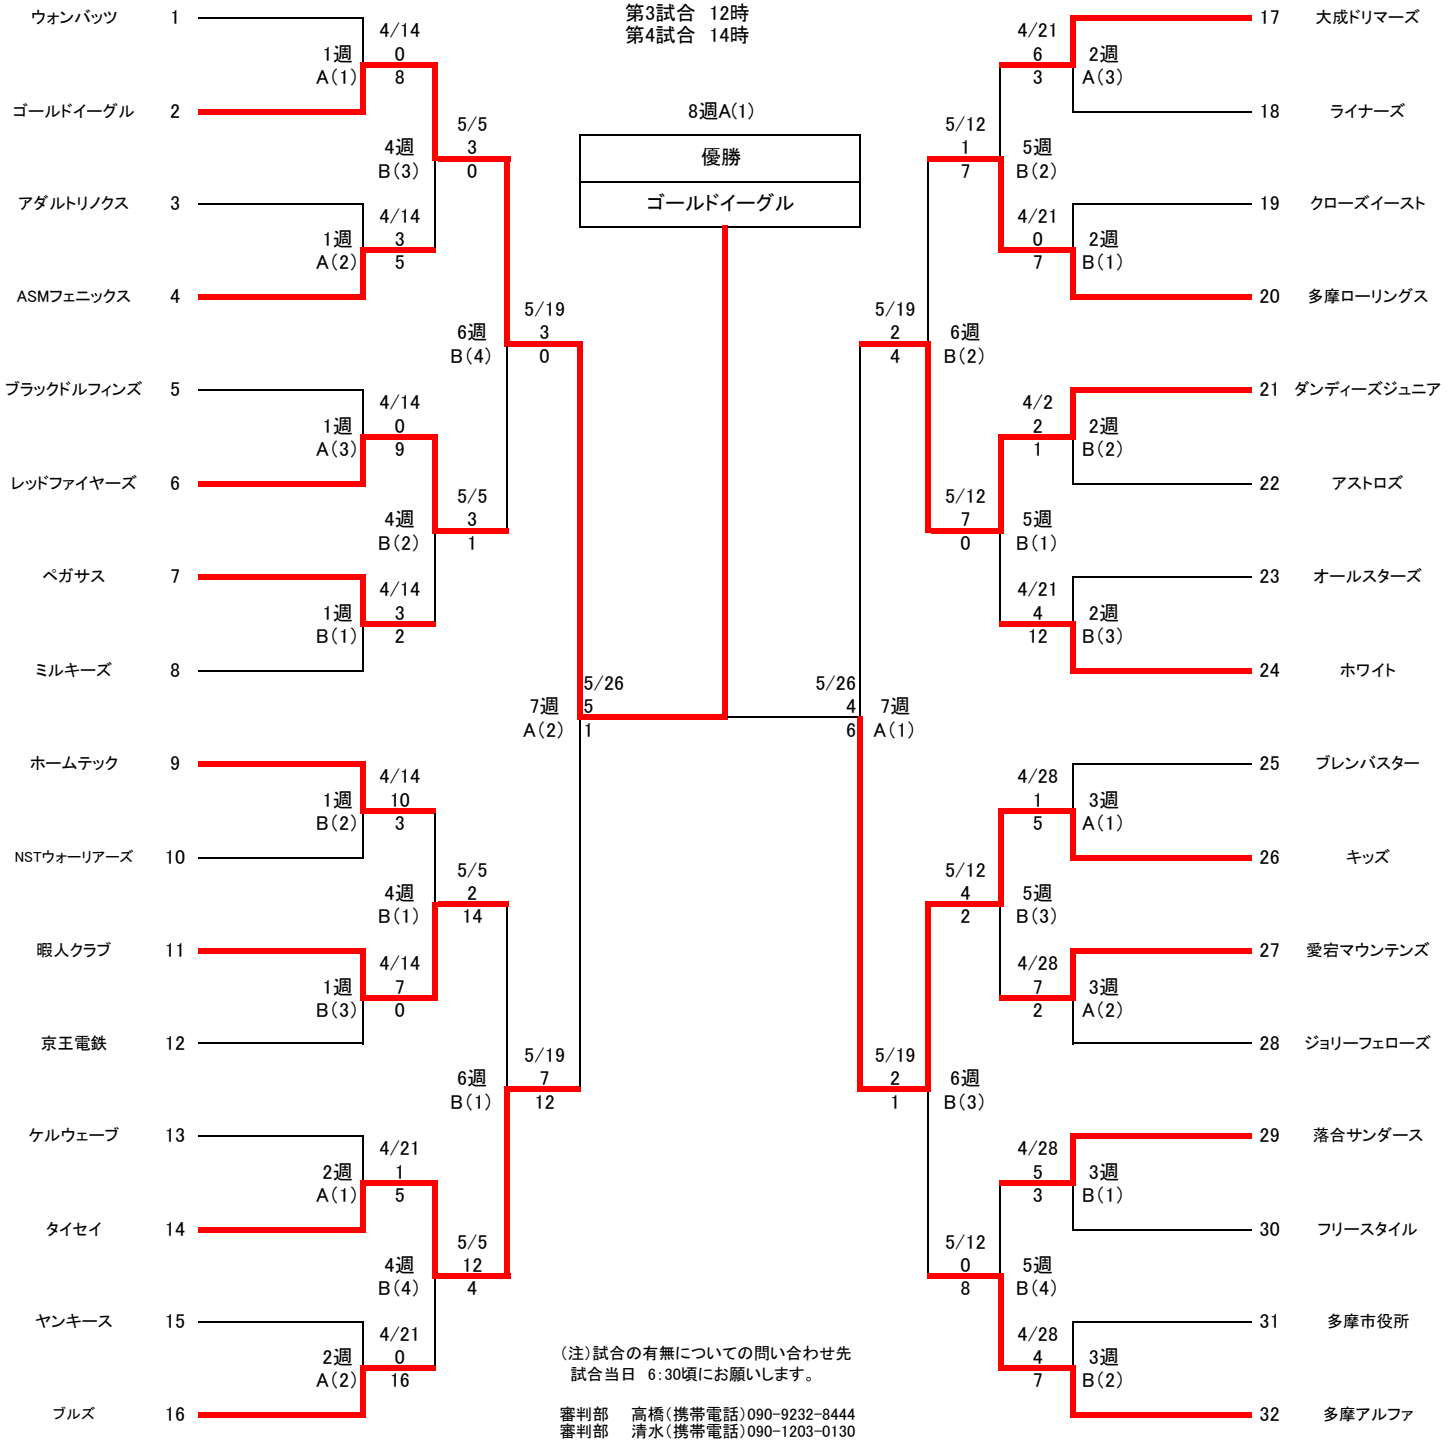 第3試合 12時
第4試合 14時
8週A(1)
優勝
ゴールドイーグル
ウォンバッツ 1
4/14
1週 0
A(1) 8
ゴールドイーグル 2
5/5
4週 3
B(3) 0
アダルトリノクス 3
4/14
1週 3
A(2) 5
ASMフェニックス 4
5/19
6週 3
B(4) 0
ブラックドルフィンズ 5
4/14
1週 0
A(3) 9
レッドファイヤーズ 6
5/5
4週 3
B(2) 1
ペガサス 7
4/14
1週 3
B(1) 2
ミルキーズ 8
5/26
7週 5
A(2) 1
ホームテック 9
4/14
1週 10
B(2) 3
NSTウォーリアーズ 10
5/5
4週 2
B(1) 14
暇人クラブ 11
4/14
1週 7
B(3) 0
京王電鉄 12
5/19
6週 7
B(1) 12
ケルウェーブ 13
4/21
2週 1
A(1) 5
タイセイ 14
5/5
4週 12
B(4) 4
ヤンキース 15
4/21
2週 0
A(2) 16
ブルズ 16
17 大成ドリマーズ
4/21
6 2週
3 A(3)
18 ライナーズ
5/12
1 5週
7 B(2)
19 クローズイースト
4/21
0 2週
7 B(1)
20 多摩ローリングス
5/19
2 6週
4 B(2)
21 ダンディーズジュニア
4/2
2 2週
1 B(2)
22 アストロズ
5/12
7 5週
0 B(1)
23 オールスターズ
4/21
4 2週
12 B(3)
24 ホワイト
5/26
4 7週
6 A(1)
25 ブレンバスター
4/28
1 3週
5 A(1)
26 キッズ
5/12
4 5週
2 B(3)
27 愛宕マウンテンズ
4/28
7 3週
2 A(2)
28 ジョリーフェローズ
5/19
2 6週
1 B(3)
29 落合サンダース
4/28
5 3週
3 B(1)
30 フリースタイル
5/12
0 5週
8 B(4)
31 多摩市役所
4/28
4 3週
7 B(2)
32 多摩アルファ
(注)試合の有無についての問い合わせ先
試合当日 6:30頃にお願いします。
審判部 高橋(携帯電話)090-9232-8444
審判部 清水(携帯電話)090-1203-0130